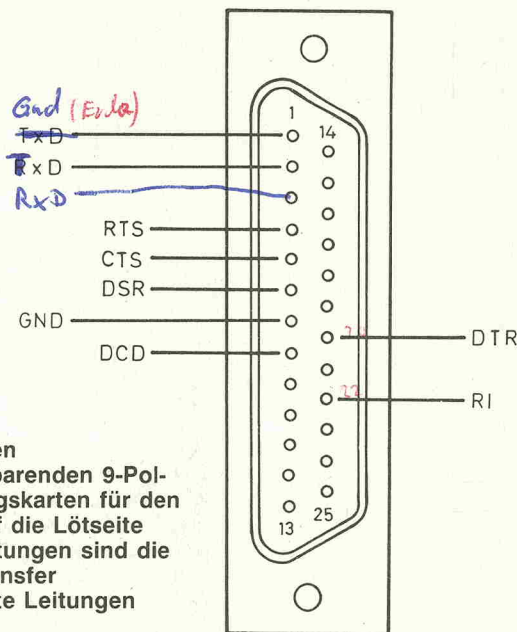 Gnd (Erde)
TxD
TxD
RxD
RTS
CTS
DSR
GND
DCD
1
14
20
DTR
22
RI
13
25
en
parenden 9-Pol-
gskarten für den
f die Lötseite
tungen sind die
nsfer
te Leitungen